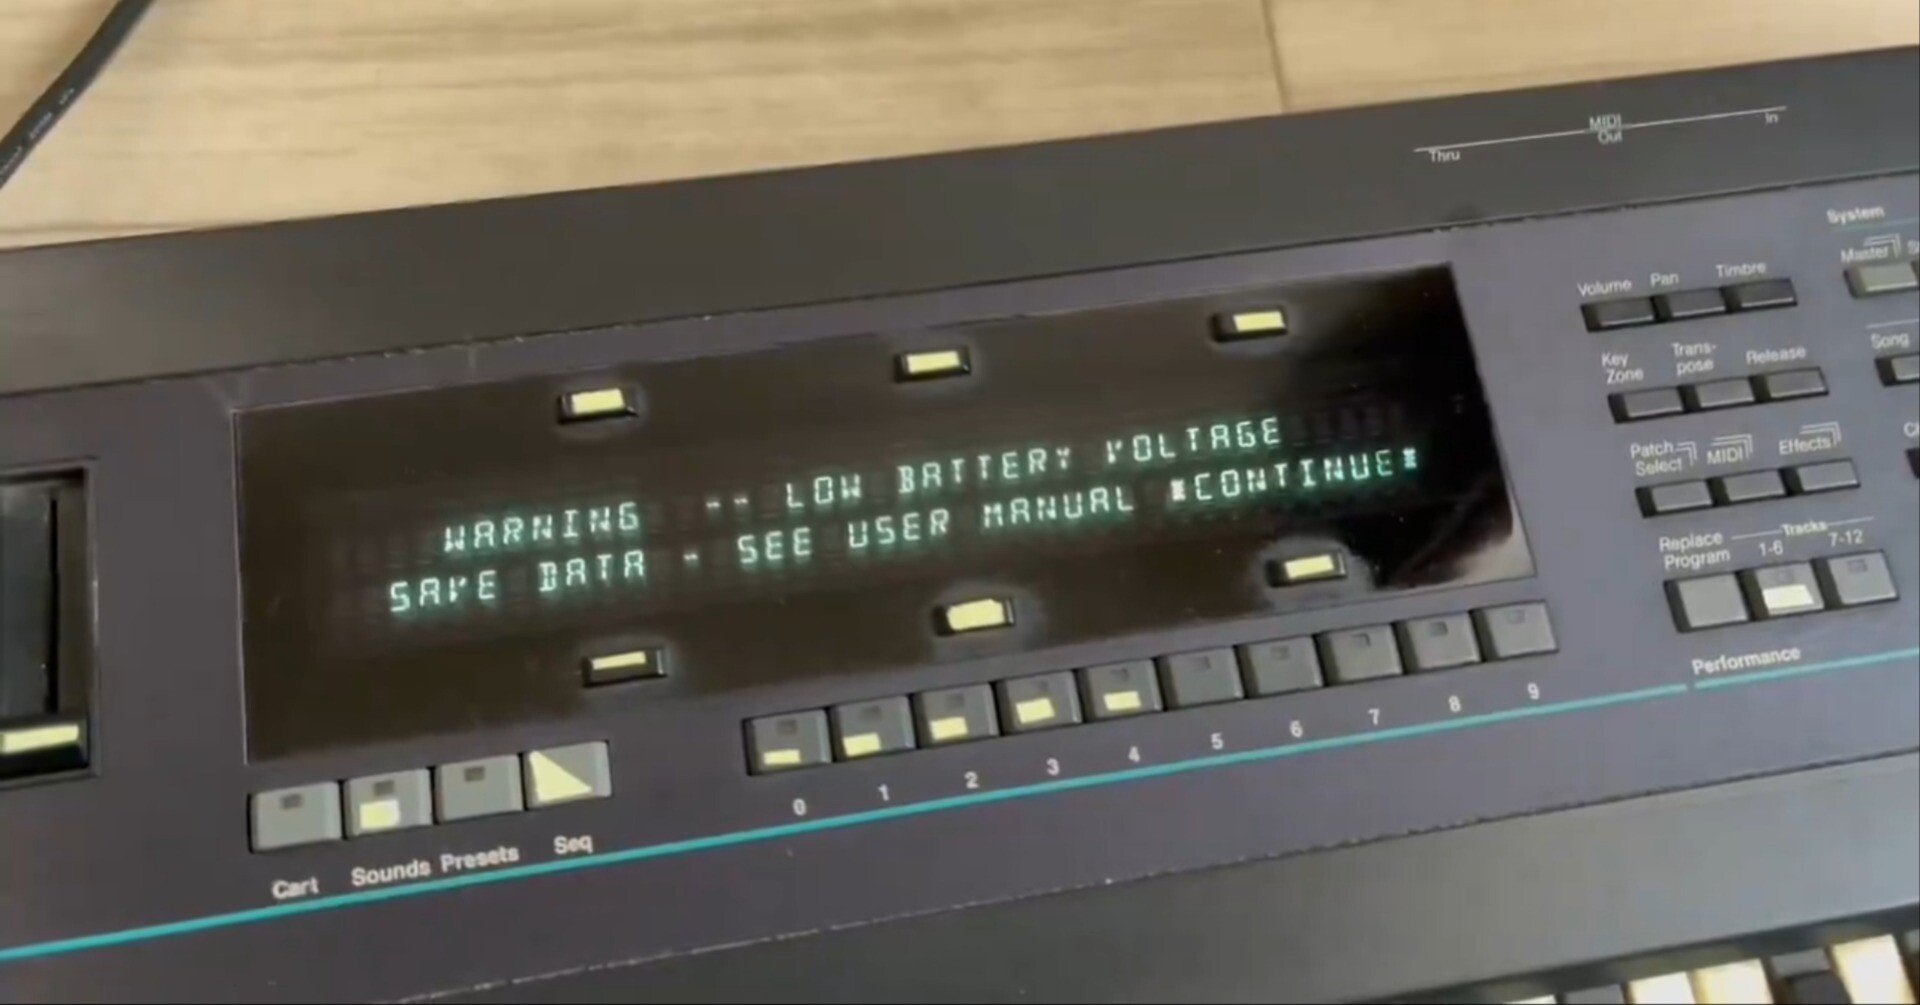 MIDI
Thru Out In
System
Master
Volume Pan Timbre
Song
Key Zone Trans-pose Release
Patch Select MIDI Effects
WARNING -- LOW BATTERY VOLTAGE
SAVE DATA - SEE USER MANUAL *CONTINUE*
Replace Program Tracks 1-6 7-12
Performance
0 1 2 3 4 5 6 7 8 9
Cart Sounds Presets Seq